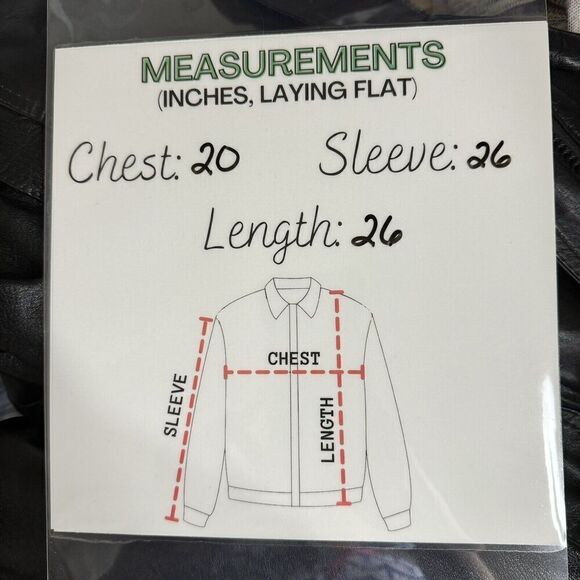 MEASUREMENTS
(INCHES, LAYING FLAT)
Chest: 20 Sleeve: 26
Length: 26
CHEST
SLEEVE
LENGTH